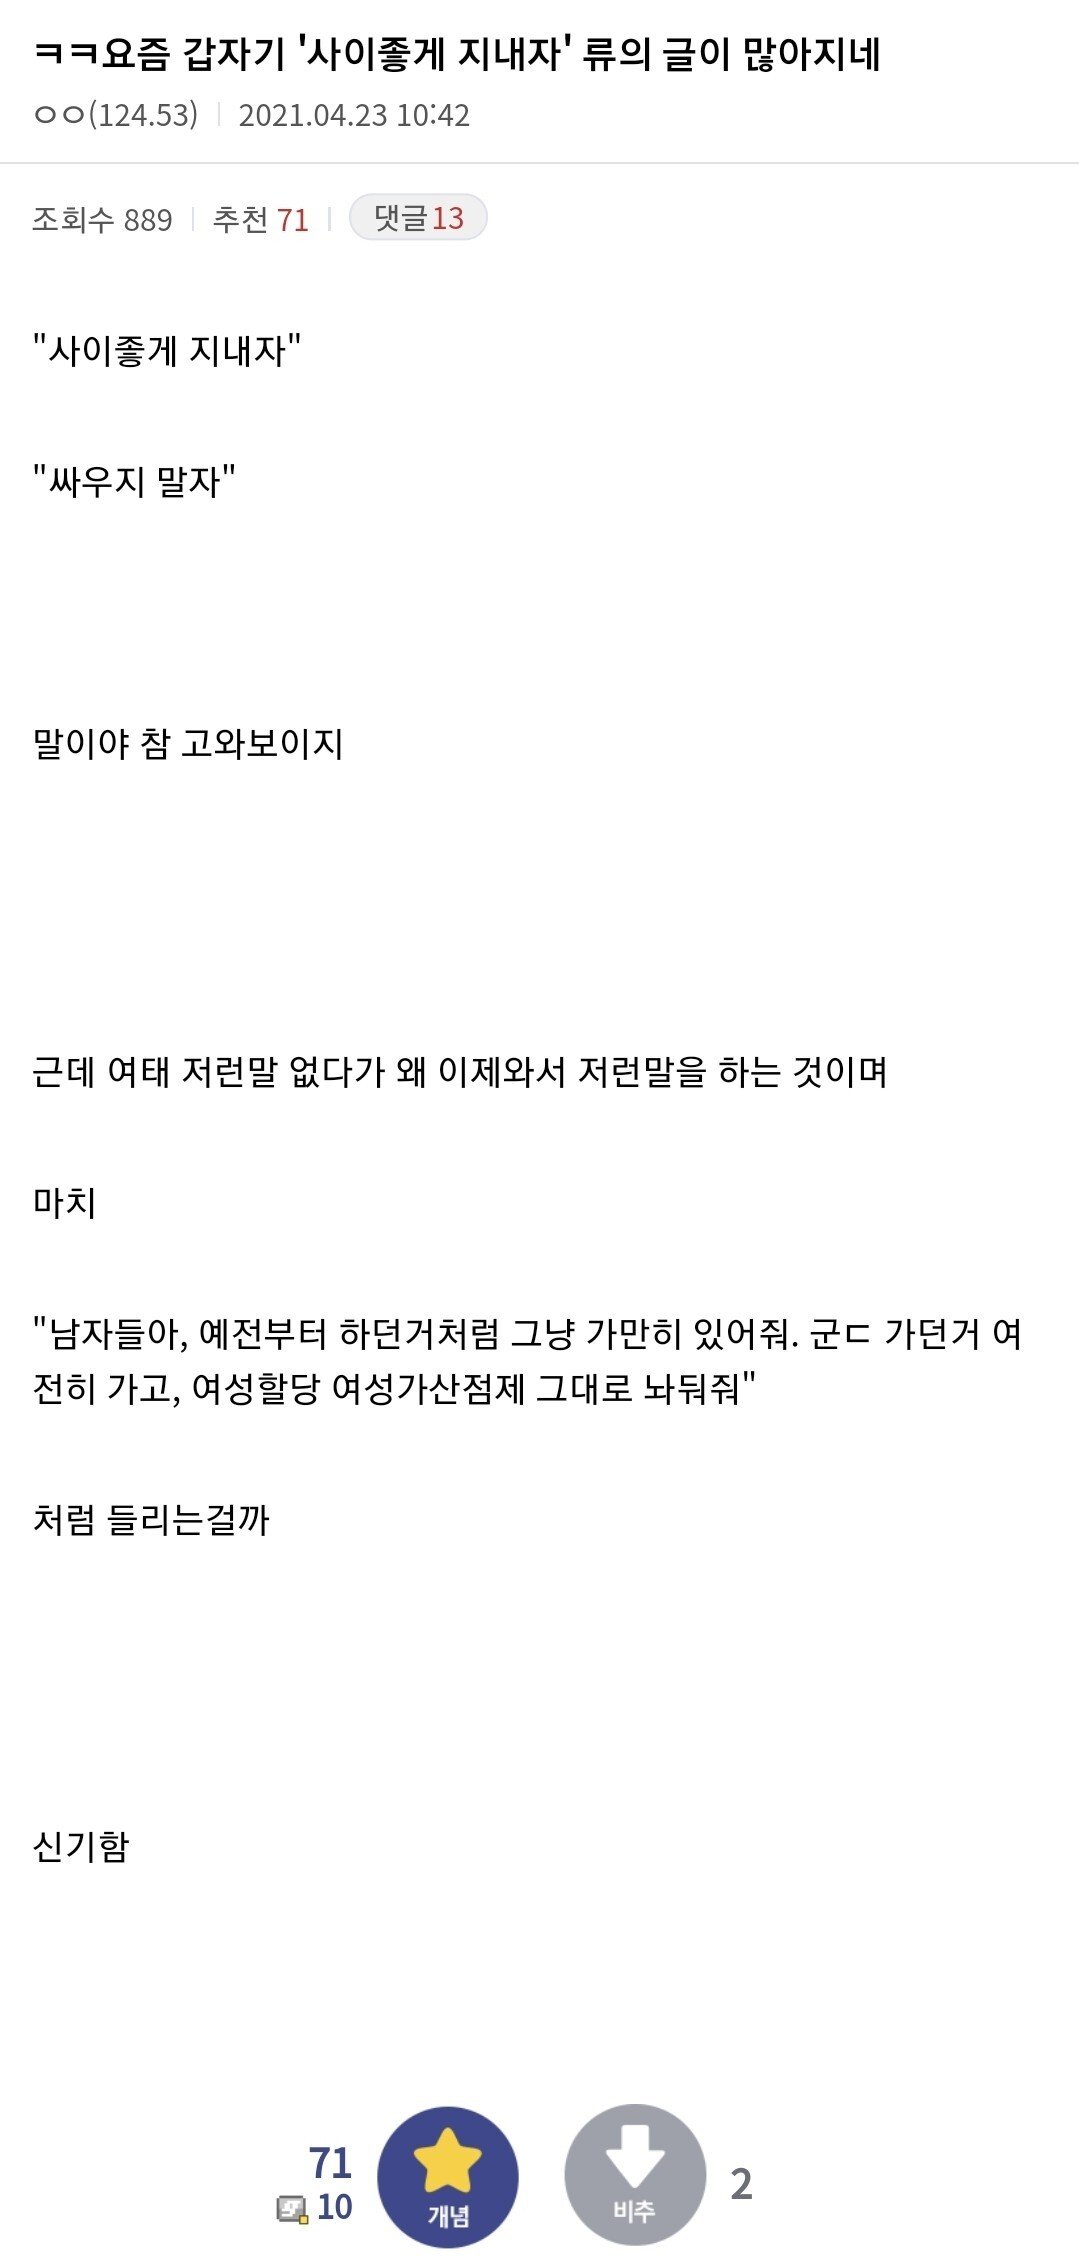 ㅋㅋ요즘 갑자기 '사이좋게 지내자' 류의 글이 많아지네
ㅇㅇ(124.53) 2021.04.23 10:42
조회수 889 추천 71 댓글 13
"사이좋게 지내자"
"싸우지 말자"
말이야 참 고와보이지
근데 여태 저런말 없다가 왜 이제와서 저런말을 하는 것이며
마치
"남자들아, 예전부터 하던거처럼 그냥 가만히 있어줘. 군ㄷ 가던거 여
전히 가고, 여성할당 여성가산점제 그대로 놔둬줘"
처럼 들리는걸까
신기함
71
10
개념
비추
2